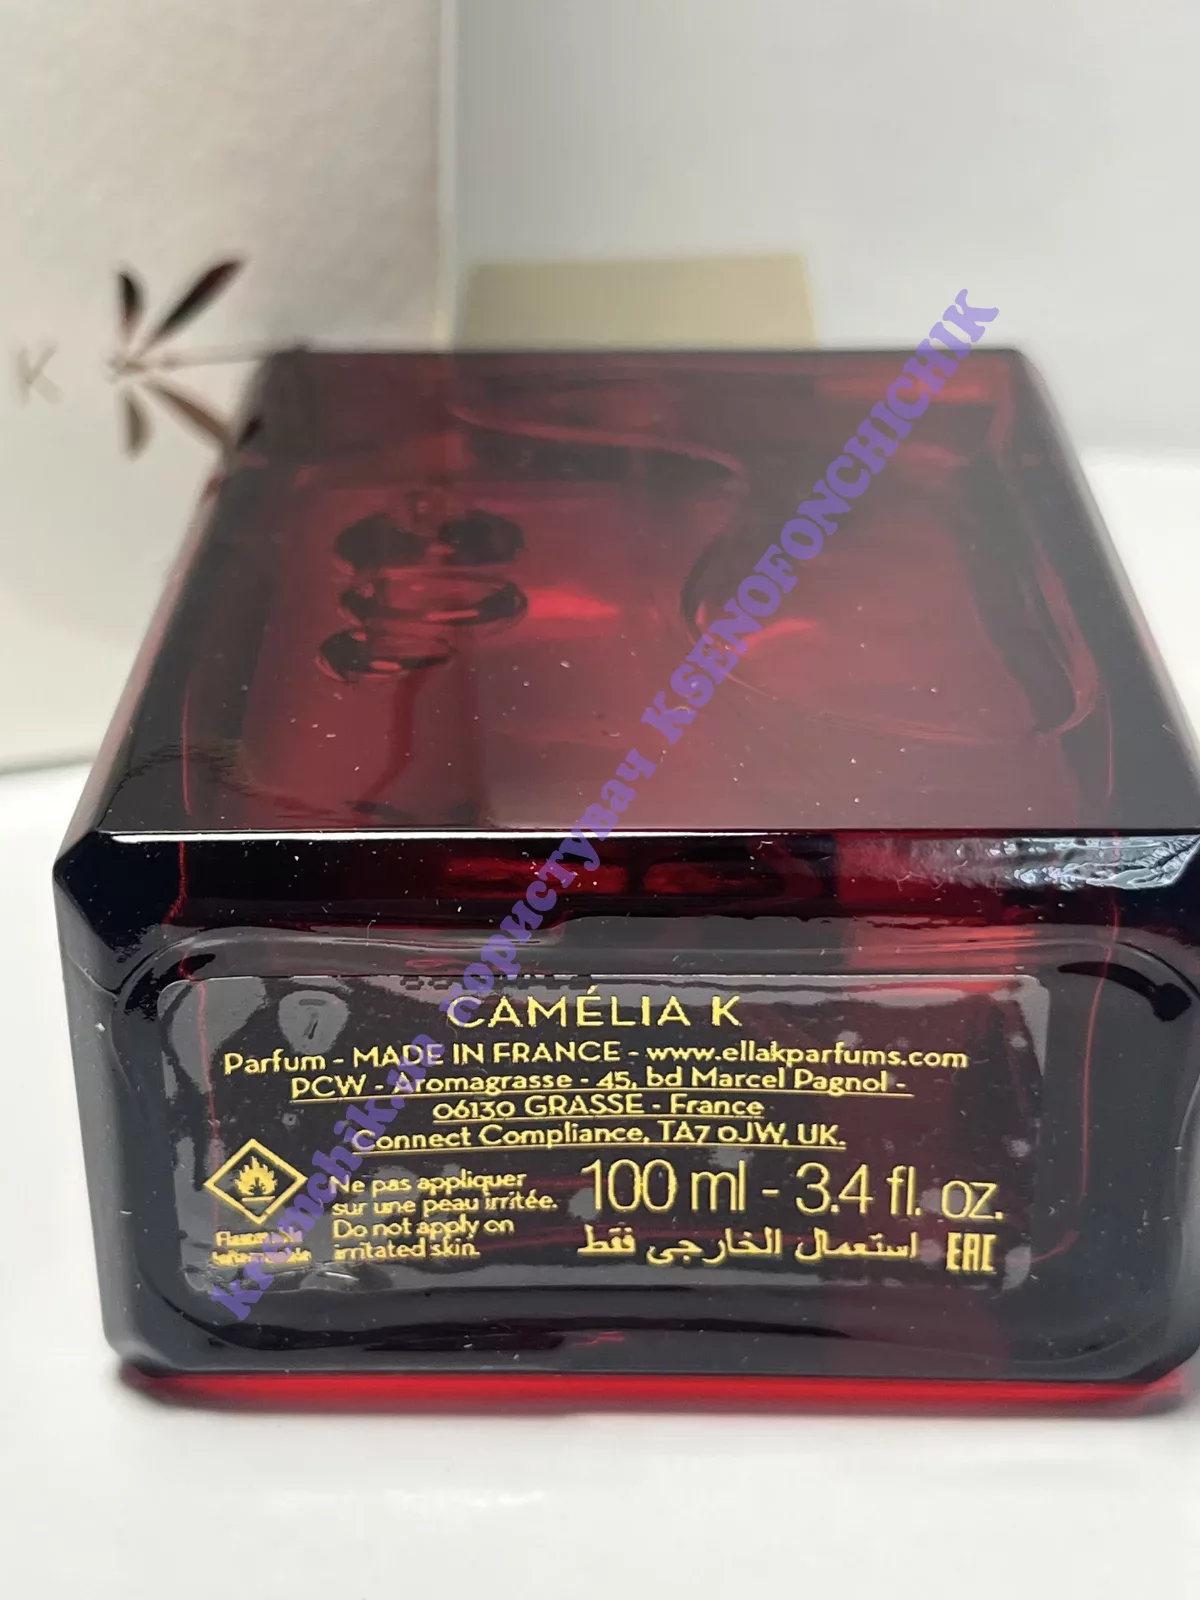 K
CAMÉLIA K
Parfum - MADE IN FRANCE - www.ellakparfums.com
PCW - Aromagrasse - 45, bd Marcel Pagnol -
06130 GRASSE - France
Connect Compliance, TA7 0JW, UK.
Ne pas appliquer
sur une peau irritée.
Do not apply on
irritated skin.
100 ml - 3.4 fl. oz.
استعمال الخارجى فقط
EAC
користувач KSENOFONCHICHIK